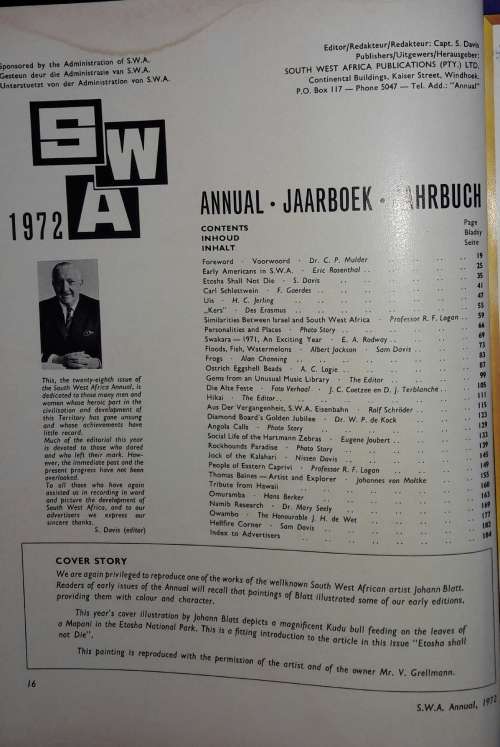 Sponsored by the Administration of S.W.A.
Gesteun deur die Administrasie van S.W.A.
Unterstuetzt von der Administration von S.W.A.
Editor/Redakteur/Redakteur: Capt. S. Davis
Publishers/Uitgewers/Herausgeber:
SOUTH WEST AFRICA PUBLICATIONS (PTY.) LTD.
Continental Buildings, Kaiser Street, Windhoek.
P.O. Box 117 — Phone 5047 — Tel. Add.: "Annual"
SWA
1972
ANNUAL · JAARBOEK · JAHRBUCH
CONTENTS
INHOUD
INHALT
Page
Bladsy
Seite
Foreword · Voorwoord · Dr. C. P. Mulder .. .. .. 19
Early Americans in S.W.A. · Eric Rosenthal .. .. .. 25
Etosha Shall Not Die · S. Davis .. .. .. 35
Carl Schlettwein · F. Gaerdes .. .. .. 41
Uis · H. C. Jerling .. .. .. 47
„Kers" · Des Erasmus .. .. .. 55
Similarities Between Israel and South West Africa · Professor R. F. Logan .. 59
Personalities and Places · Photo Story .. .. .. 66
Swakara — 1971, An Exciting Year · E. A. Rodway .. .. 69
Floods, Fish, Watermelons · Albert Jackson · Sam Davis .. .. 73
Frogs · Alan Channing .. .. .. 83
Ostrich Eggshell Beads · A. C. Logie .. .. .. 87
Gems from an Unusual Music Library · The Editor .. .. 99
Die Alte Feste · Foto Verhaal · J. C. Coetzee en D. J. Terblanche .. 105
Hikai · The Editor .. .. .. 111
Aus Der Vergangenheit, S.W.A. Eisenbahn · Ralf Schröder .. .. 115
Diamond Board's Golden Jubilee · Dr. W. P. de Kock .. .. 123
Angola Calls · Photo Story .. .. .. 129
Social Life of the Hartmann Zebras · Eugene Joubert .. .. 133
Rockhounds Paradise · Photo Story .. .. .. 139
Jock of the Kalahari · Nissen Davis .. .. .. 145
People of Eastern Caprivi · Professor R. F. Logan .. .. 149
Thomas Baines — Artist and Explorer · Johannes von Moltke .. .. 155
Tribute from Hawaii .. .. .. 160
Omuramba · Hans Berker .. .. .. 163
Namib Research · Dr. Mary Seely .. .. .. 169
Owambo · The Honourable J. H. de Wet .. .. .. 177
Hellfire Corner · Sam Davis .. .. .. 182
Index to Advertisers .. .. .. 184
This, the twenty-eighth issue of
the South West Africa Annual, is
dedicated to those many men and
women whose heroic part in the
civilisation and development of
this Territory has gone unsung
and whose achievements have
little record.
Much of the editorial this year
is devoted to those who dared
and who left their mark. How-
ever, the immediate past and the
present progress have not been
overlooked.
To all those who have again
assisted us in recording in word
and picture the development of
South West Africa, and to our
advertisers we express our
sincere thanks.
S. Davis (editor)
COVER STORY
We are again privileged to reproduce one of the works of the wellknown South West African artist Johann Blatt.
Readers of early issues of the Annual will recall that paintings of Blatt illustrated some of our early editions,
providing them with colour and character.
This year's cover illustration by Johann Blatt depicts a magnificent Kudu bull feeding on the leaves of
a Mopani in the Etosha National Park. This is a fitting introduction to the article in this issue "Etosha shall
not Die".
This painting is reproduced with the permission of the artist and of the owner Mr. V. Grellmann.
16
S.W.A. Annual, 1972